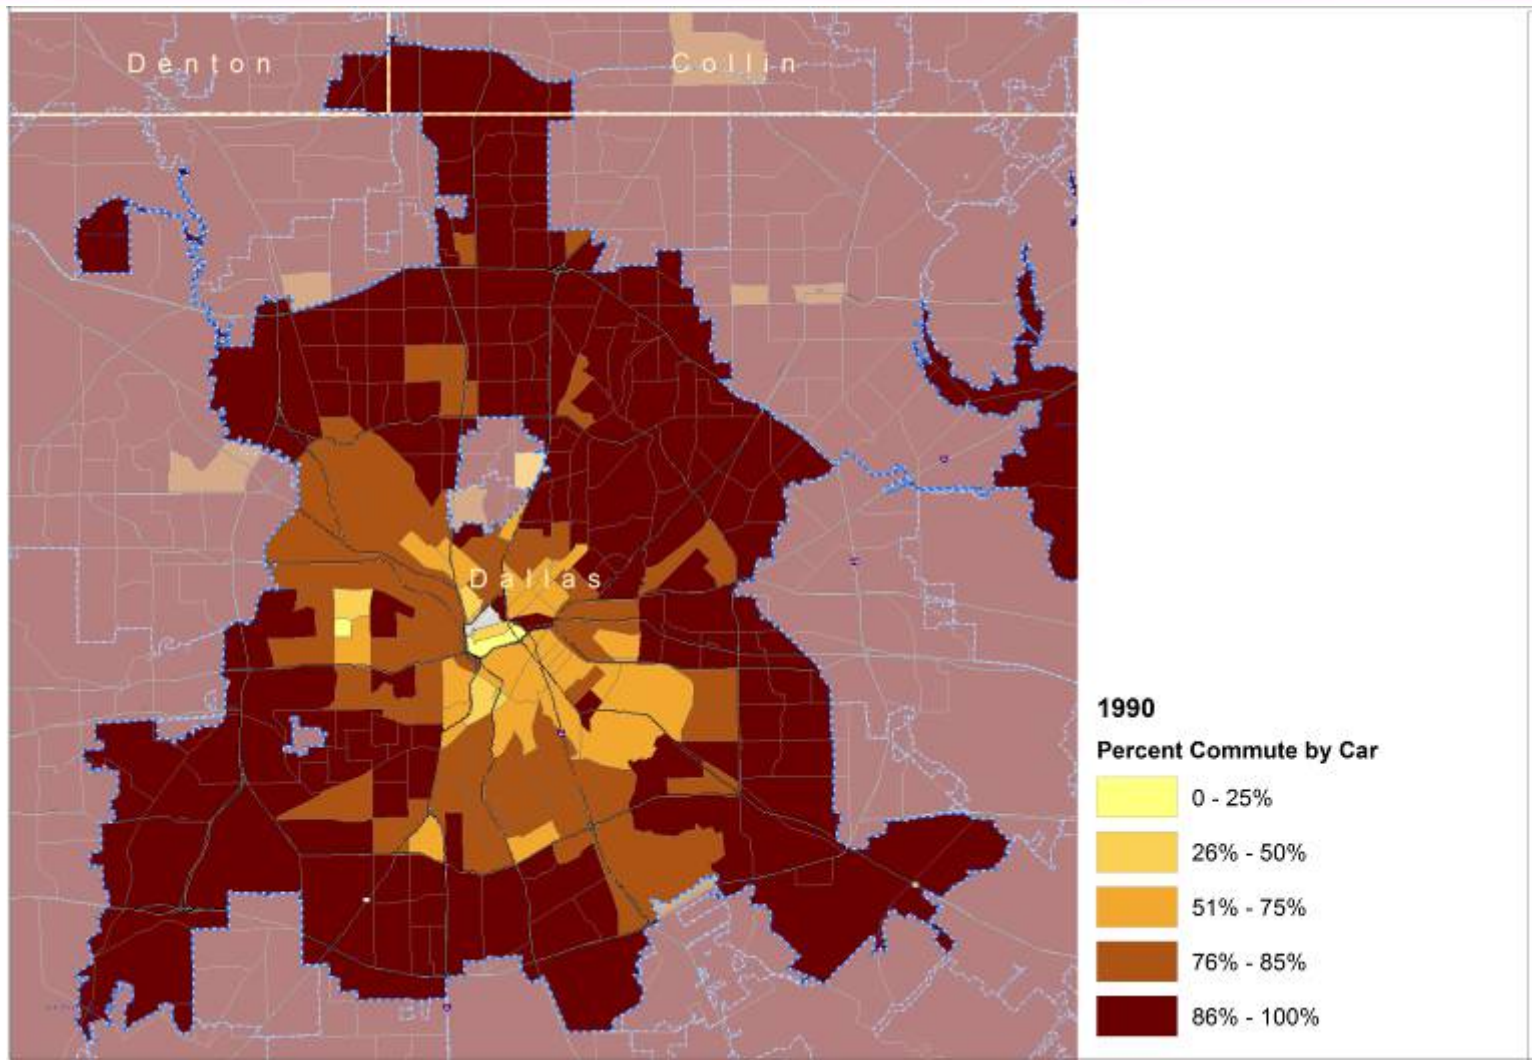 Denton
Collin
Dallas
1990
Percent Commute by Car
0 - 25%
26% - 50%
51% - 75%
76% - 85%
86% - 100%